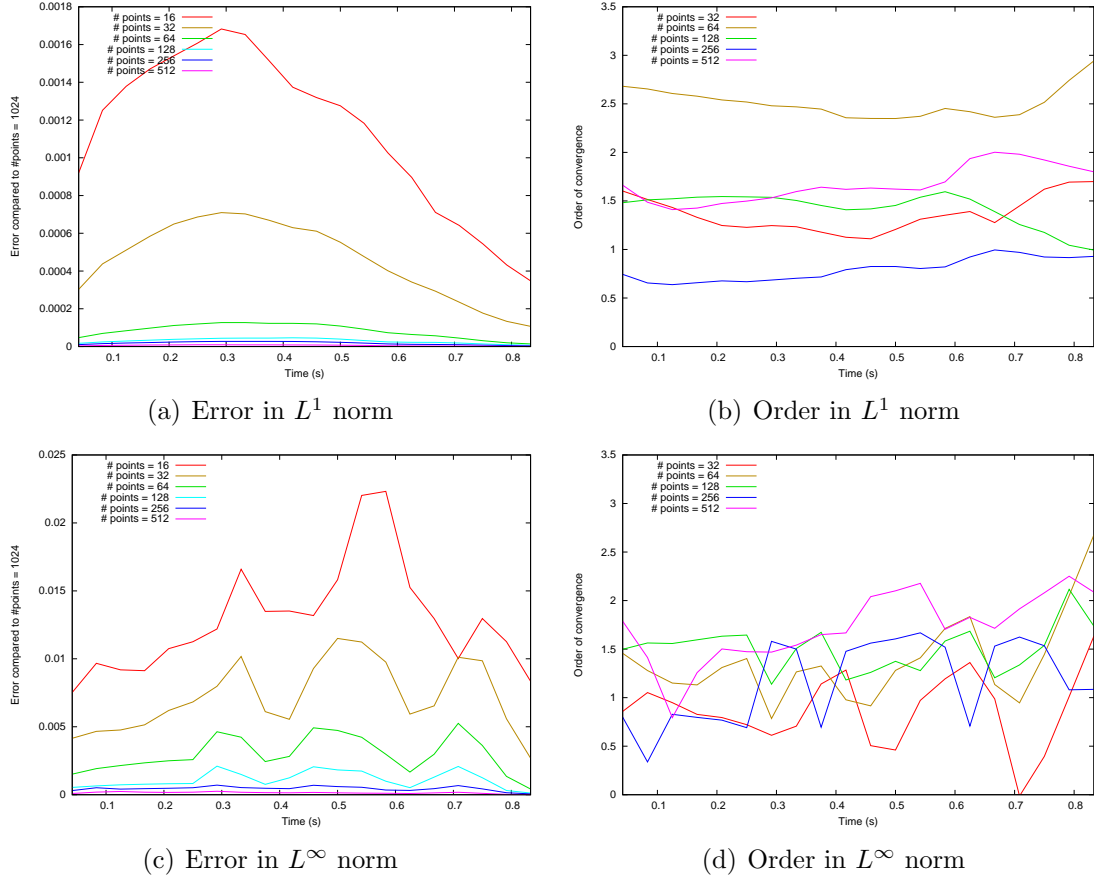 # points = 16
# points = 32
# points = 64
# points = 128
# points = 256
# points = 512
0.0018
0.0016
0.0014
0.0012
0.001
0.0008
0.0006
0.0004
0.0002
0
Error compared to #points = 1024
0.1 0.2 0.3 0.4 0.5 0.6 0.7 0.8
Time (s)
(a) Error in L¹ norm
# points = 32
# points = 64
# points = 128
# points = 256
# points = 512
3.5
3
2.5
2
1.5
1
0.5
0
Order of convergence
0.1 0.2 0.3 0.4 0.5 0.6 0.7 0.8
Time (s)
(b) Order in L¹ norm
# points = 16
# points = 32
# points = 64
# points = 128
# points = 256
# points = 512
0.025
0.02
0.015
0.01
0.005
0
Error compared to #points = 1024
0.1 0.2 0.3 0.4 0.5 0.6 0.7 0.8
Time (s)
(c) Error in L∞ norm
# points = 32
# points = 64
# points = 128
# points = 256
# points = 512
3.5
3
2.5
2
1.5
1
0.5
0
Order of convergence
0.1 0.2 0.3 0.4 0.5 0.6 0.7 0.8
Time (s)
(d) Order in L∞ norm